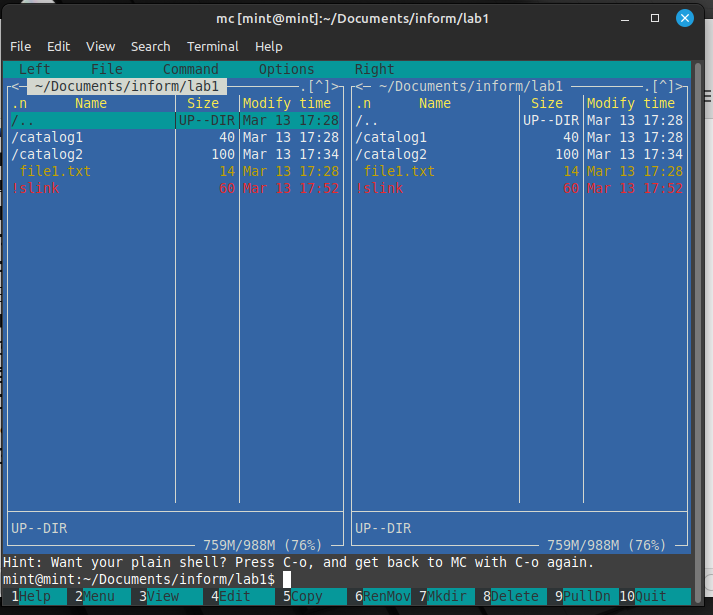 mc [mint@mint]:~/Documents/inform/lab1
File Edit View Search Terminal Help
Left File Command Options Right
<─ ~/Documents/inform/lab1 ─.[^]>
.n Name Size Modify time
/.. UP--DIR Mar 13 17:28
/catalog1 40 Mar 13 17:28
/catalog2 100 Mar 13 17:34
file1.txt 14 Mar 13 17:28
!slink 60 Mar 13 17:52
UP--DIR
759M/988M (76%)
<─ ~/Documents/inform/lab1 ─.[^]>
.n Name Size Modify time
/.. UP--DIR Mar 13 17:28
/catalog1 40 Mar 13 17:28
/catalog2 100 Mar 13 17:34
file1.txt 14 Mar 13 17:28
!slink 60 Mar 13 17:52
UP--DIR
759M/988M (76%)
Hint: Want your plain shell? Press C-o, and get back to MC with C-o again.
mint@mint:~/Documents/inform/lab1$
1Help 2Menu 3View 4Edit 5Copy 6RenMov 7Mkdir 8Delete 9PullDn 10Quit